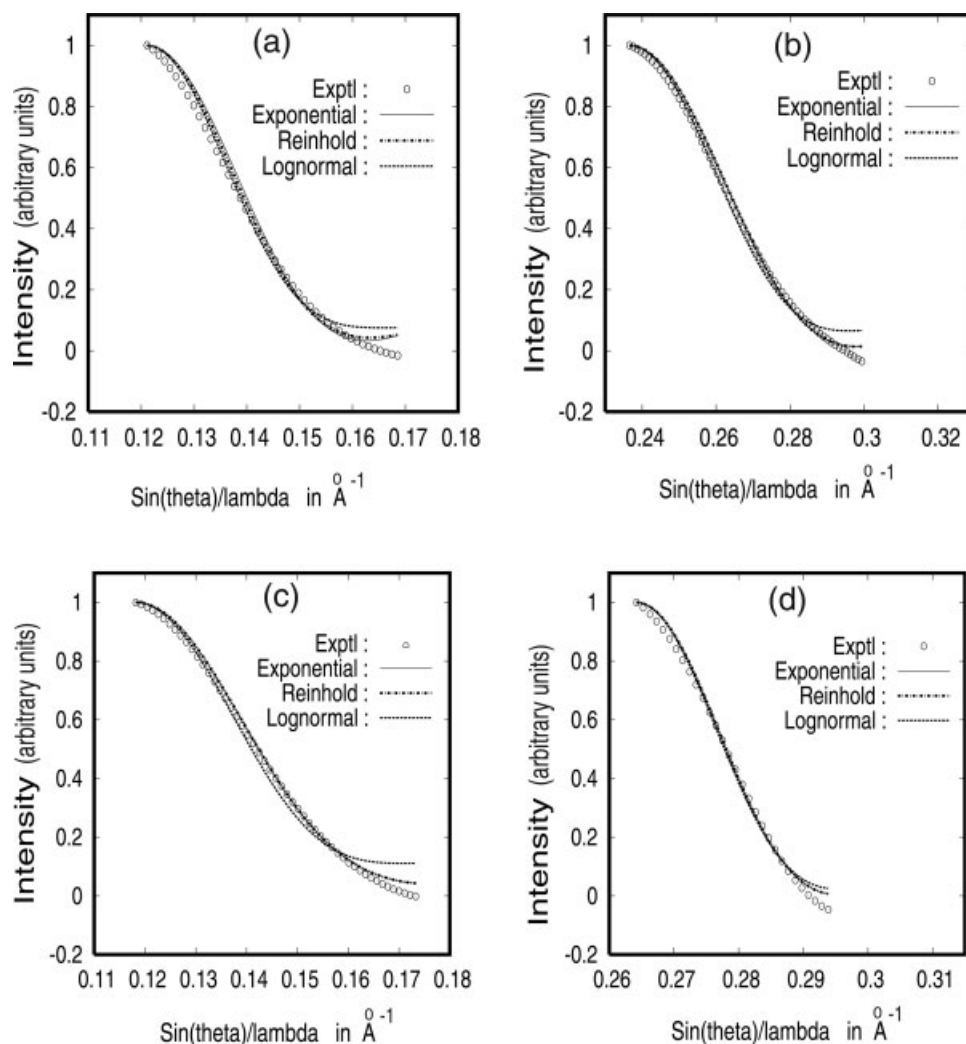 (a)
Exptl :
Exponential :
Reinhold :
Lognormal :
Intensity (arbitrary units)
1
0.8
0.6
0.4
0.2
0
-0.2
0.11 0.12 0.13 0.14 0.15 0.16 0.17 0.18
Sin(theta)/lambda in Å -1
(b)
Exptl :
Exponential :
Reinhold :
Lognormal :
Intensity (arbitrary units)
1
0.8
0.6
0.4
0.2
0
-0.2
0.24 0.26 0.28 0.3 0.32
Sin(theta)/lambda in Å -1
(c)
Exptl :
Exponential :
Reinhold :
Lognormal :
Intensity (arbitrary units)
1
0.8
0.6
0.4
0.2
0
-0.2
0.11 0.12 0.13 0.14 0.15 0.16 0.17 0.18
Sin(theta)/lambda in Å -1
(d)
Exptl :
Exponential :
Reinhold :
Lognormal :
Intensity (arbitrary units)
1
0.8
0.6
0.4
0.2
0
-0.2
0.26 0.27 0.28 0.29 0.3 0.31
Sin(theta)/lambda in Å -1